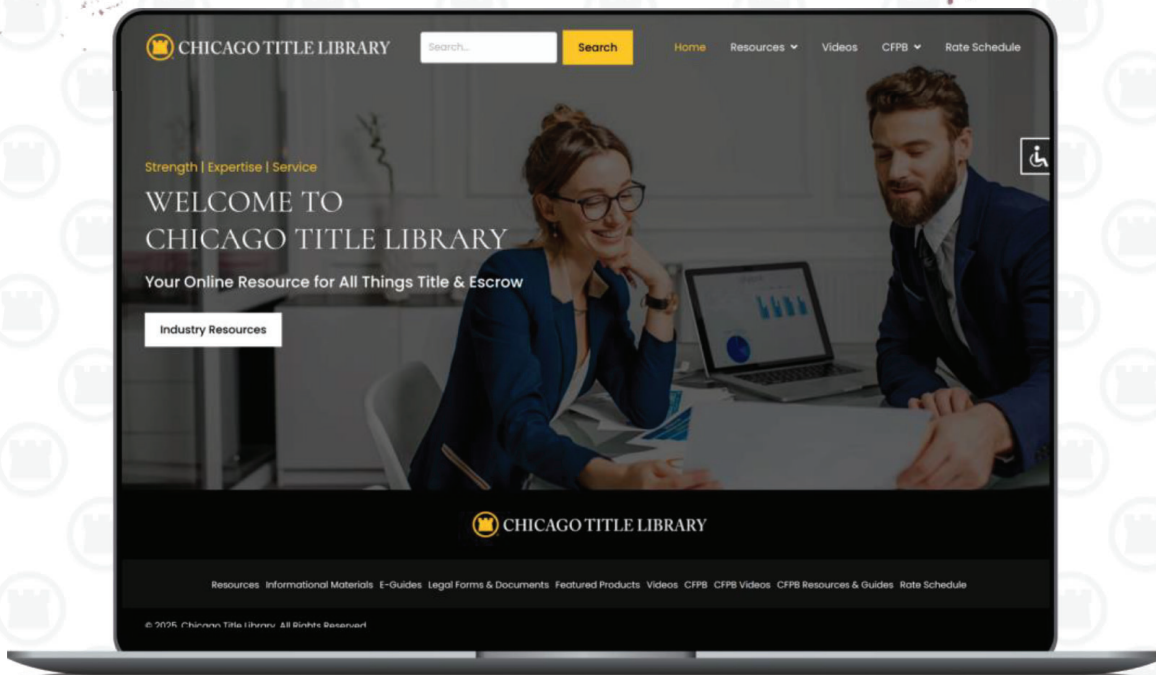 CHICAGO TITLE LIBRARY
Search...
Search
Home
Resources
Videos
CFPB
Rate Schedule
Strength | Expertise | Service
WELCOME TO
CHICAGO TITLE LIBRARY
Your Online Resource for All Things Title & Escrow
Industry Resources
CHICAGO TITLE LIBRARY
Resources Informational Materials E-Guides Legal Forms & Documents Featured Products Videos CFPB CFPB Videos CFPB Resources & Guides Rate Schedule
© 2025 Chicago Title Library. All Rights Reserved